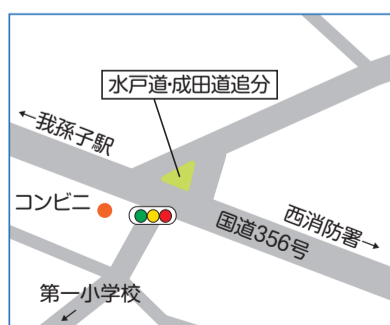 水戸道・成田道追分
←我孫子駅
コンビニ
西消防署→
国道356号
第一小学校